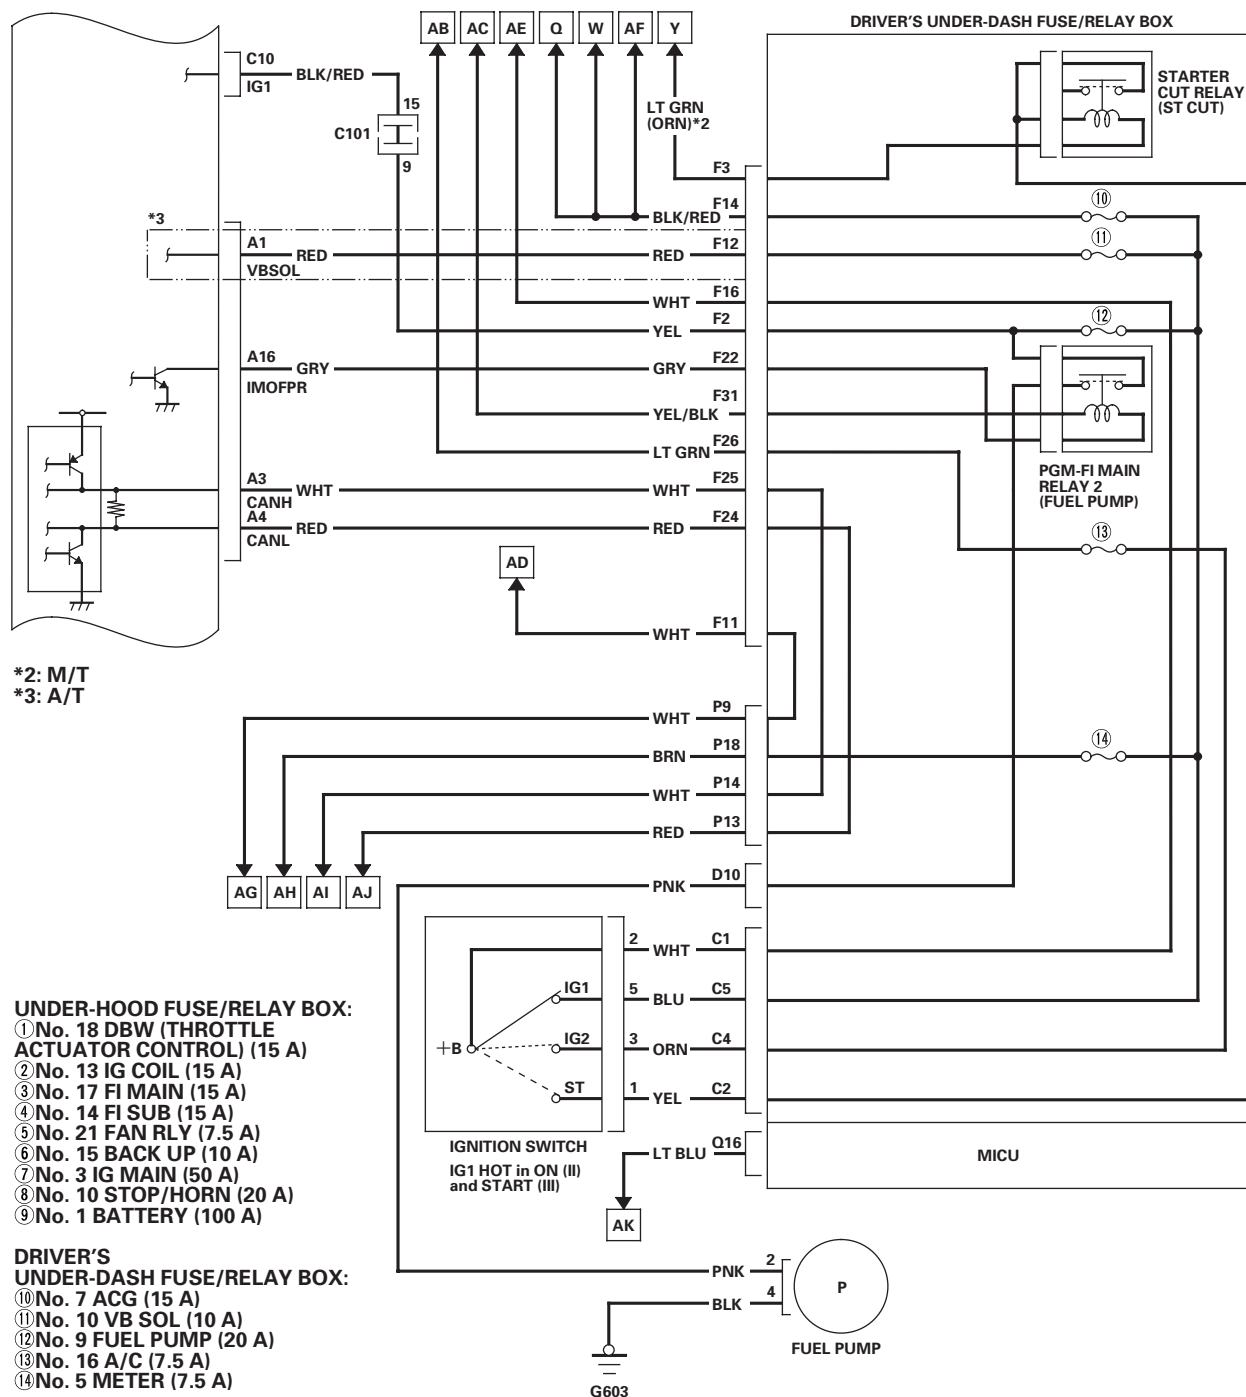 DRIVER'S UNDER-DASH FUSE/RELAY BOX
AB
AC
AE
Q
W
AF
Y
C10
IG1
BLK/RED
15
C101
9
LT GRN
(ORN)*2
STARTER
CUT RELAY
(ST CUT)
F3
F14
BLK/RED
⑩
*3
A1
RED
VBSOL
RED
F12
⑪
WHT
F16
YEL
F2
⑫
A16
GRY
IMOFPR
GRY
F22
YEL/BLK
F31
LT GRN
F26
PGM-FI MAIN
RELAY 2
(FUEL PUMP)
A3
WHT
CANH
WHT
F25
A4
RED
CANL
RED
F24
⑬
AD
WHT
F11
*2: M/T
*3: A/T
WHT
P9
BRN
P18
⑭
WHT
P14
RED
P13
AG
AH
AI
AJ
PNK
D10
2
WHT
C1
IG1
5
BLU
C5
+B
IG2
3
ORN
C4
ST
1
YEL
C2
IGNITION SWITCH
IG1 HOT in ON (II)
and START (III)
LT BLU
Q16
MICU
AK
UNDER-HOOD FUSE/RELAY BOX:
①No. 18 DBW (THROTTLE
ACTUATOR CONTROL) (15 A)
②No. 13 IG COIL (15 A)
③No. 17 FI MAIN (15 A)
④No. 14 FI SUB (15 A)
⑤No. 21 FAN RLY (7.5 A)
⑥No. 15 BACK UP (10 A)
⑦No. 3 IG MAIN (50 A)
⑧No. 10 STOP/HORN (20 A)
⑨No. 1 BATTERY (100 A)
DRIVER'S
UNDER-DASH FUSE/RELAY BOX:
⑩No. 7 ACG (15 A)
⑪No. 10 VB SOL (10 A)
⑫No. 9 FUEL PUMP (20 A)
⑬No. 16 A/C (7.5 A)
⑭No. 5 METER (7.5 A)
PNK
2
BLK
4
P
FUEL PUMP
G603